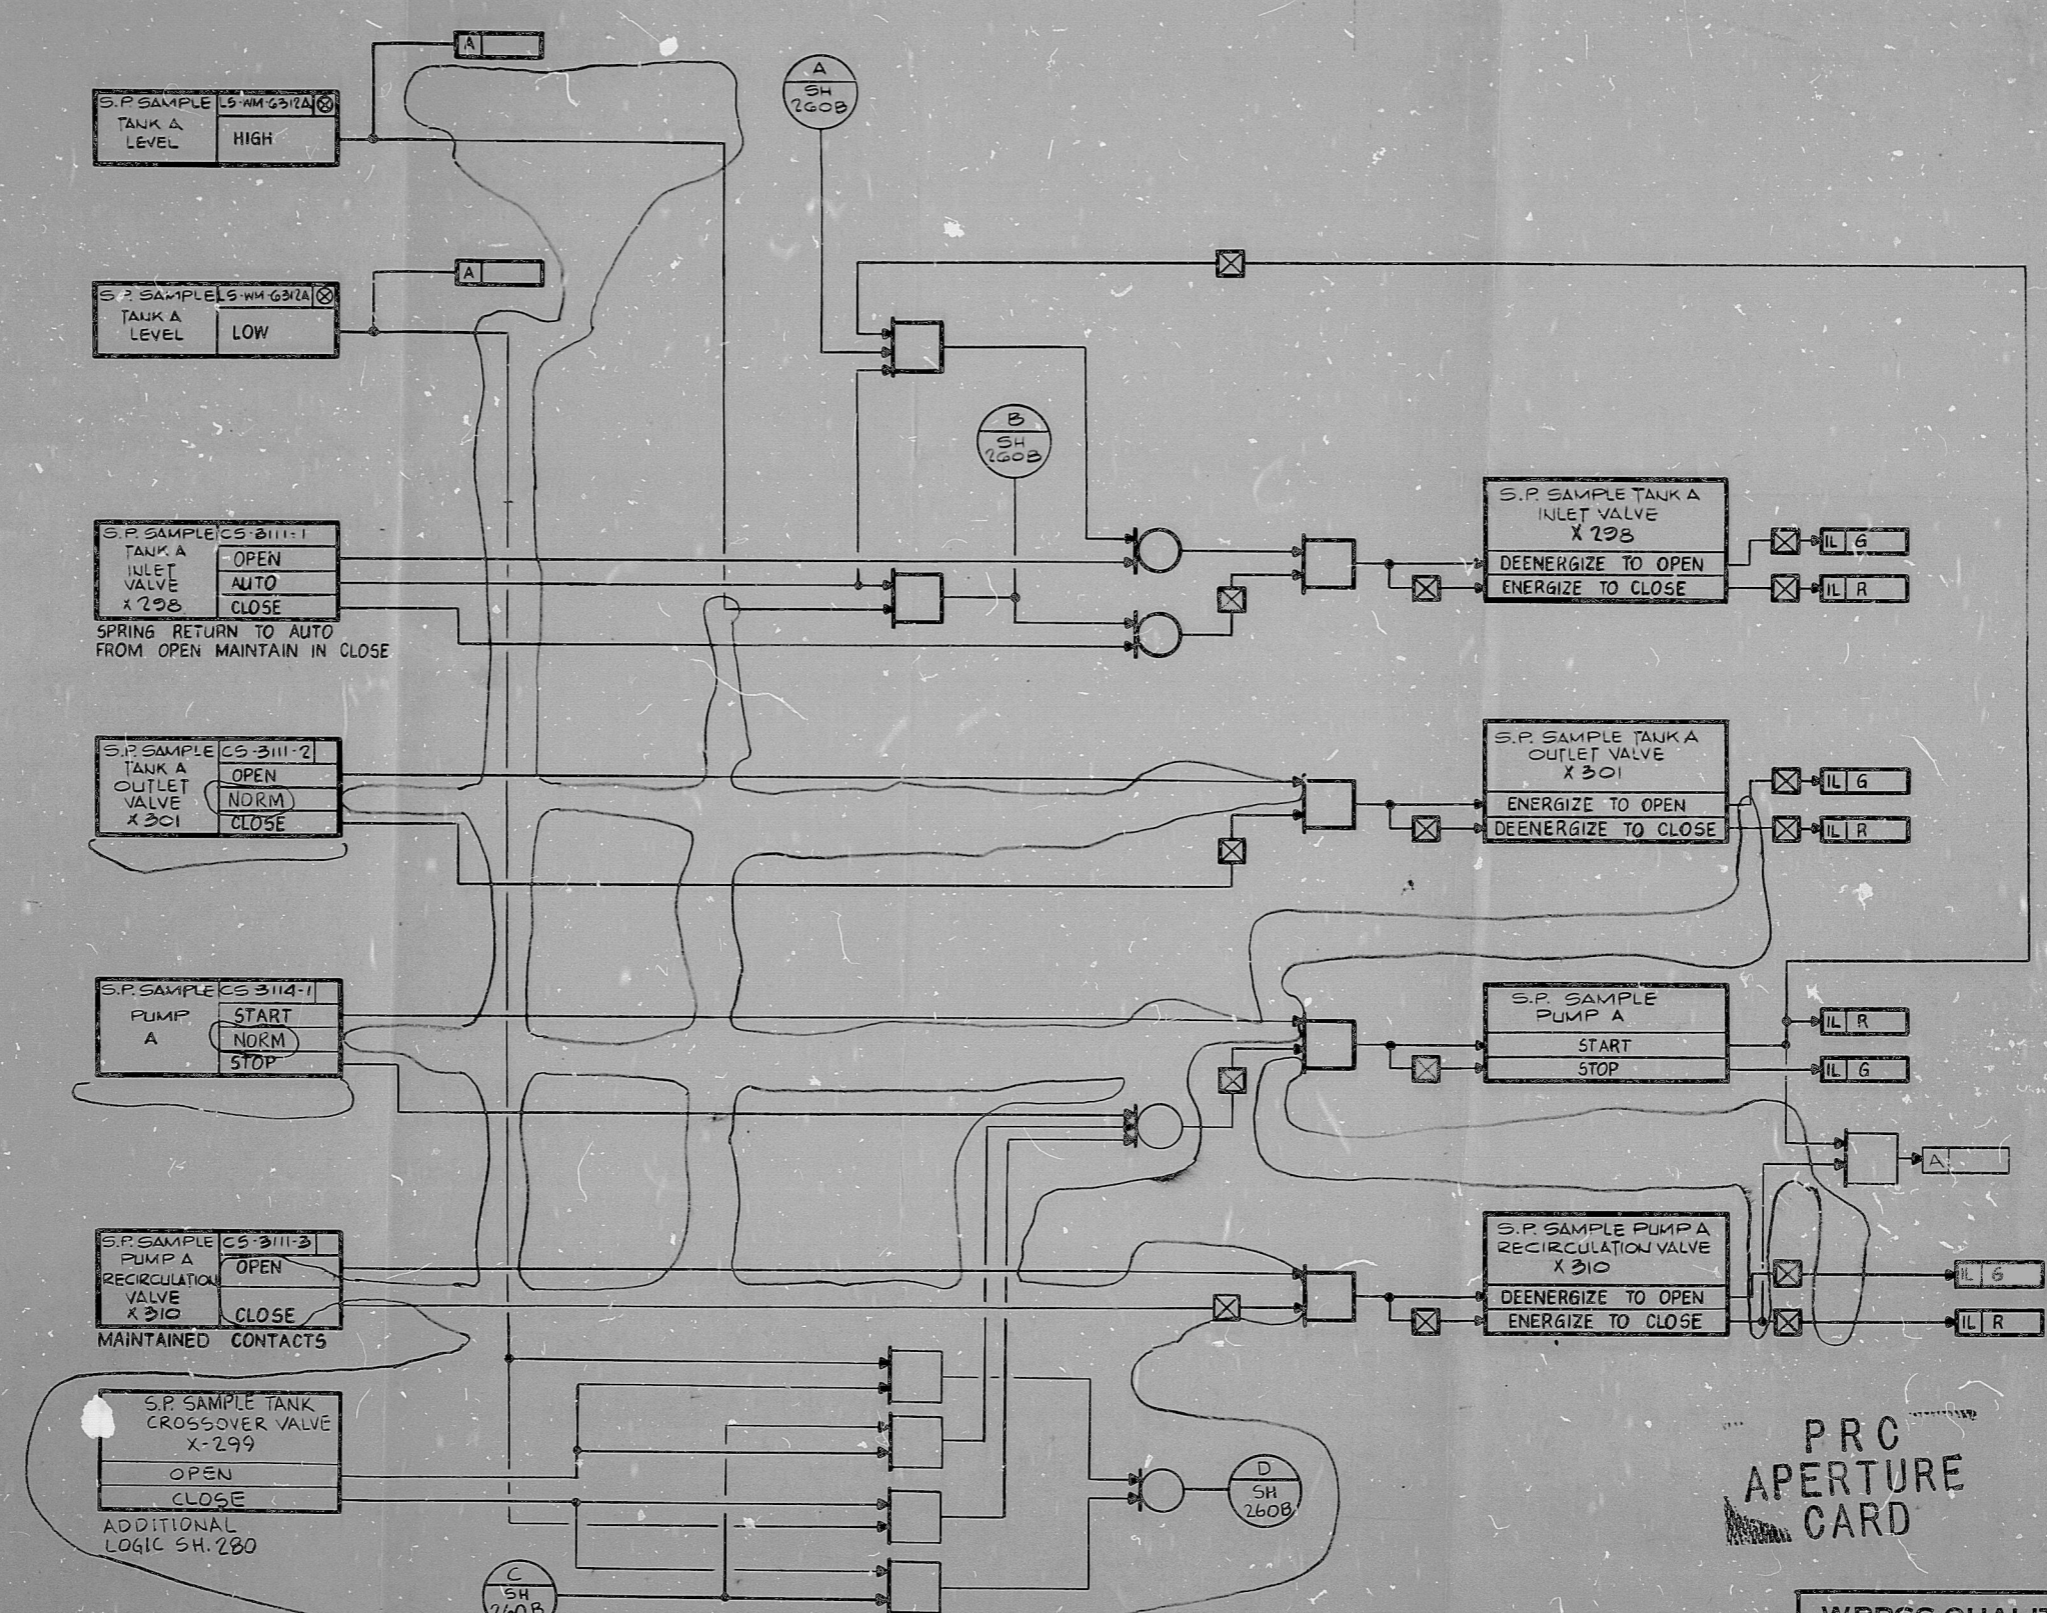 A
S.P. SAMPLE LS-WM-6312A
TANK A
LEVEL
HIGH
A
SH
260B
A
S.P. SAMPLE LS-WM-6312A
TANK A
LEVEL
LOW
B
SH
260B
S.P. SAMPLE CS-3111-1
TANK A
INLET
VALVE
X 298
OPEN
AUTO
CLOSE
SPRING RETURN TO AUTO
FROM OPEN MAINTAIN IN CLOSE
S.P. SAMPLE TANK A
INLET VALVE
X 298
DEENERGIZE TO OPEN
ENERGIZE TO CLOSE
IL G
IL R
S.P. SAMPLE CS-3111-2
TANK A
OUTLET
VALVE
X 301
OPEN
NORM
CLOSE
S.P. SAMPLE TANK A
OUTLET VALVE
X 301
ENERGIZE TO OPEN
DEENERGIZE TO CLOSE
IL G
IL R
S.P. SAMPLE CS 3114-1
PUMP
A
START
NORM
STOP
S.P. SAMPLE
PUMP A
START
STOP
IL R
IL G
A
S.P. SAMPLE CS-3111-3
PUMP A
RECIRCULATION
VALVE
X 310
OPEN
CLOSE
MAINTAINED CONTACTS
S.P. SAMPLE PUMP A
RECIRCULATION VALVE
X 310
DEENERGIZE TO OPEN
ENERGIZE TO CLOSE
IL G
IL R
S.P. SAMPLE TANK
CROSSOVER VALVE
X-299
OPEN
CLOSE
ADDITIONAL
LOGIC SH. 280
D
SH
260B
C
SH
260B
PRC
APERTURE
CARD